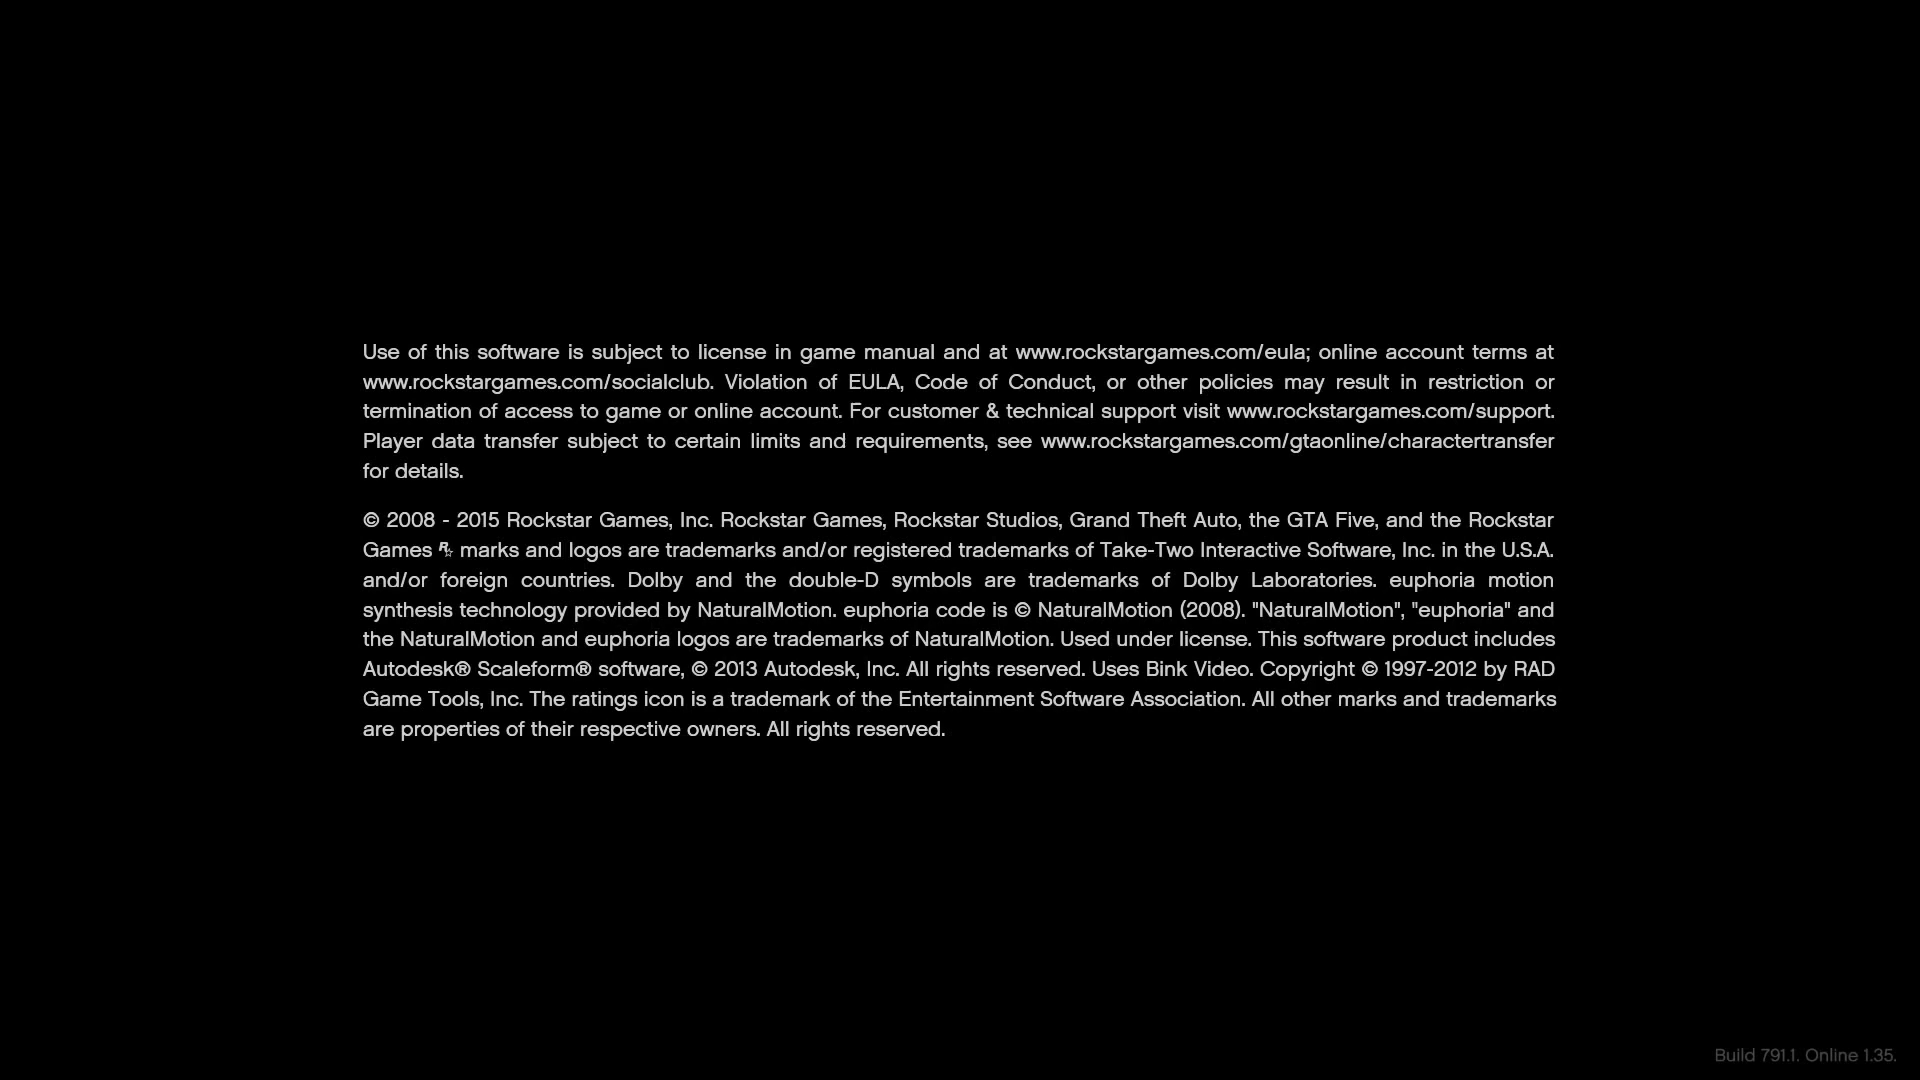 Use of this software is subject to license in game manual and at www.rockstargames.com/eula; online account terms at
www.rockstargames.com/socialclub. Violation of EULA, Code of Conduct, or other policies may result in restriction or
termination of access to game or online account. For customer & technical support visit www.rockstargames.com/support.
Player data transfer subject to certain limits and requirements, see www.rockstargames.com/gtaonline/charactertransfer
for details.
© 2008 - 2015 Rockstar Games, Inc. Rockstar Games, Rockstar Studios, Grand Theft Auto, the GTA Five, and the Rockstar
Games R* marks and logos are trademarks and/or registered trademarks of Take-Two Interactive Software, Inc. in the U.S.A.
and/or foreign countries. Dolby and the double-D symbols are trademarks of Dolby Laboratories. euphoria motion
synthesis technology provided by NaturalMotion. euphoria code is © NaturalMotion (2008). "NaturalMotion", "euphoria" and
the NaturalMotion and euphoria logos are trademarks of NaturalMotion. Used under license. This software product includes
Autodesk® Scaleform® software, © 2013 Autodesk, Inc. All rights reserved. Uses Bink Video. Copyright © 1997-2012 by RAD
Game Tools, Inc. The ratings icon is a trademark of the Entertainment Software Association. All other marks and trademarks
are properties of their respective owners. All rights reserved.
Build 791.1. Online 1.35.